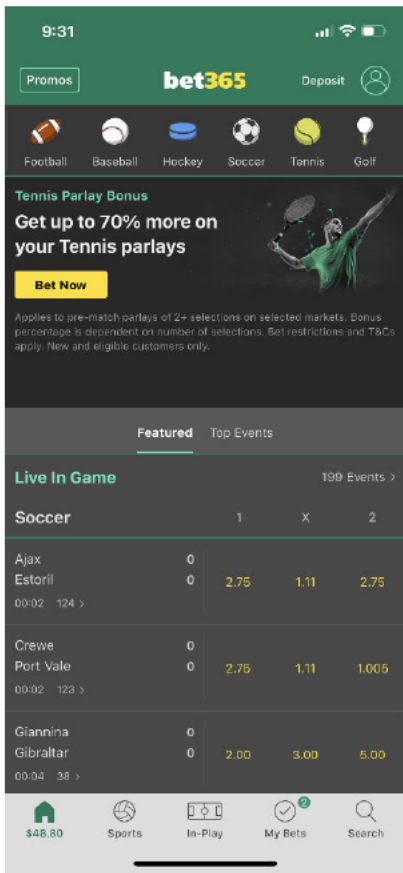 9:31
Promos
bet365
Deposit
Football Baseball Hockey Soccer Tennis Golf
Tennis Parlay Bonus
Get up to 70% more on
your Tennis parlays
Bet Now
Applies to pre-match parlays of 2+ selections on selected markets. Bonus
percentage is dependent on number of selections. Bet restrictions and T&Cs
apply. New and eligible customers only.
Featured Top Events
Live In Game 199 Events >
Soccer 1 X 2
Ajax 0
Estoril 0 2.75 1.11 2.75
00:02 124 >
Crewe 0
Port Vale 0 2.75 1.11 1.005
00:02 123 >
Giannina 0
Gibraltar 0 2.00 3.00 5.00
00:04 38 >
2
$48.80 Sports In-Play My Bets Search